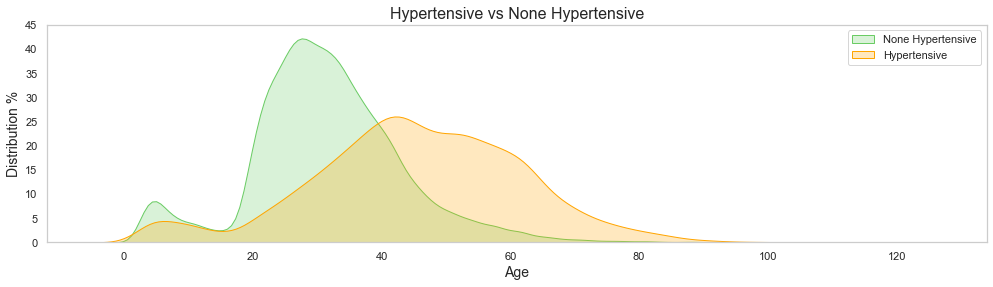 Hypertensive vs None Hypertensive
45
40
35
30
25
20
15
10
5
0
Distribution %
None Hypertensive
Hypertensive
0 20 40 60 80 100 120
Age